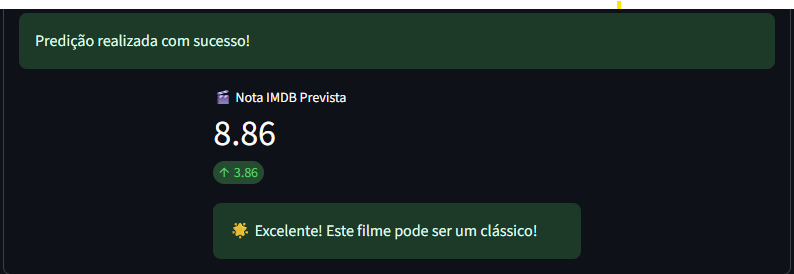 Predição realizada com sucesso!
🎬 Nota IMDB Prevista
8.86
↑ 3.86
🌟 Excelente! Este filme pode ser um clássico!